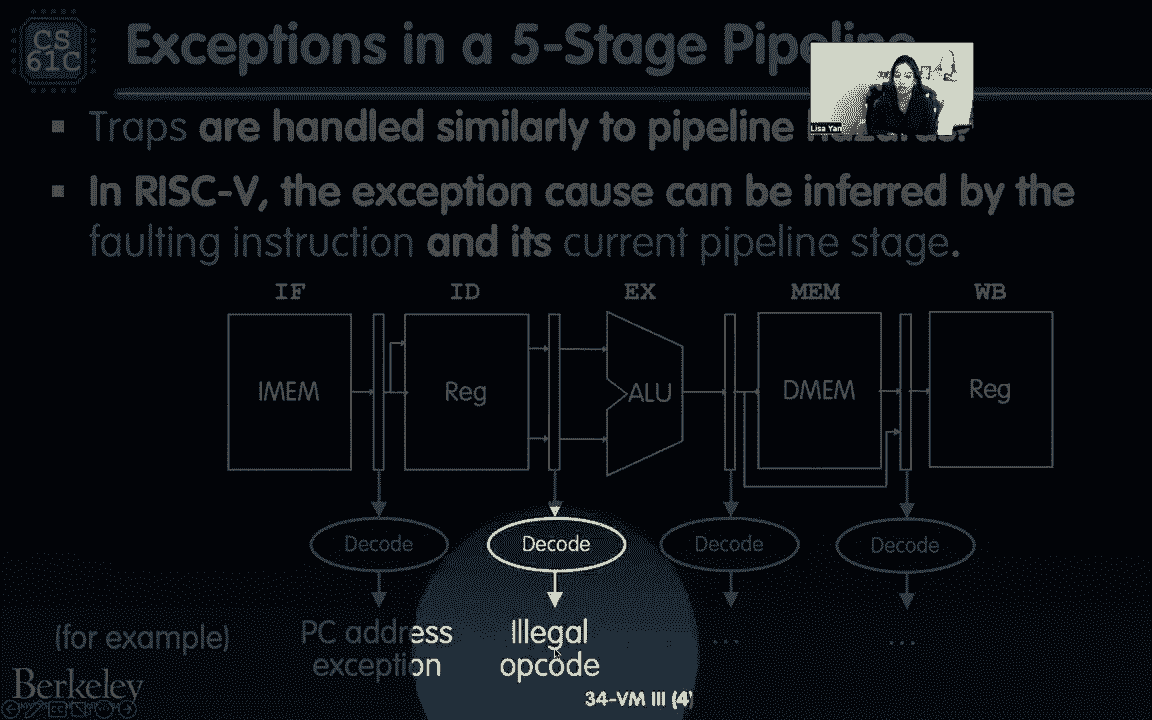 CS
61C
Exceptions in a 5-Stage Pipeline
Lisa Yan
▪ Traps are handled similarly to pipeline hazards.
▪ In RISC-V, the exception cause can be inferred by the
faulting instruction and its current pipeline stage.
IF ID EX MEM WB
IMEM Reg ALU DMEM Reg
Decode Decode Decode Decode
(for example) PC address Illegal ... ...
exception opcode
Berkeley
34-VM III (4)